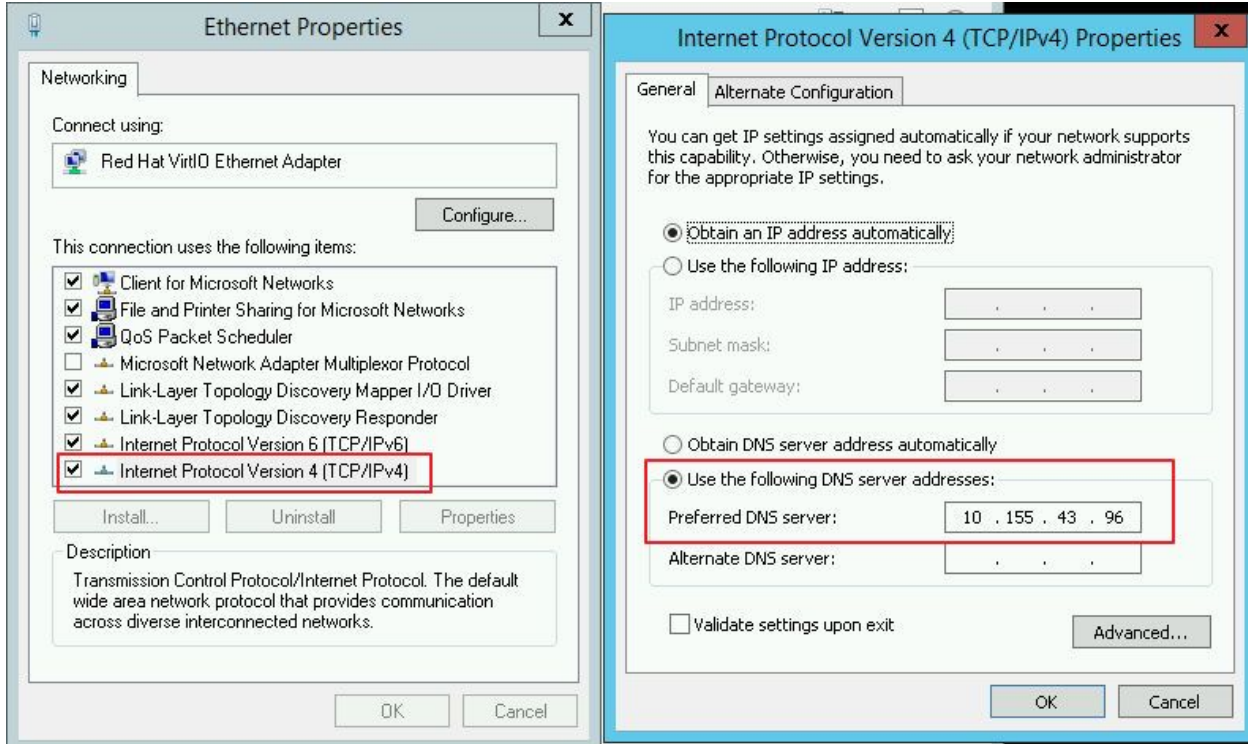 Ethernet Properties
x
Networking
Connect using:
Red Hat VirtIO Ethernet Adapter
Configure...
This connection uses the following items:
Client for Microsoft Networks
File and Printer Sharing for Microsoft Networks
QoS Packet Scheduler
Microsoft Network Adapter Multiplexor Protocol
Link-Layer Topology Discovery Mapper I/O Driver
Link-Layer Topology Discovery Responder
Internet Protocol Version 6 (TCP/IPv6)
Internet Protocol Version 4 (TCP/IPv4)
Install... Uninstall Properties
Description
Transmission Control Protocol/Internet Protocol. The default
wide area network protocol that provides communication
across diverse interconnected networks.
OK Cancel
Internet Protocol Version 4 (TCP/IPv4) Properties
x
General Alternate Configuration
You can get IP settings assigned automatically if your network supports
this capability. Otherwise, you need to ask your network administrator
for the appropriate IP settings.
Obtain an IP address automatically
Use the following IP address:
IP address: . . .
Subnet mask: . . .
Default gateway: . . .
Obtain DNS server address automatically
Use the following DNS server addresses:
Preferred DNS server: 10 . 155 . 43 . 96
Alternate DNS server: . . .
Validate settings upon exit
Advanced...
OK Cancel